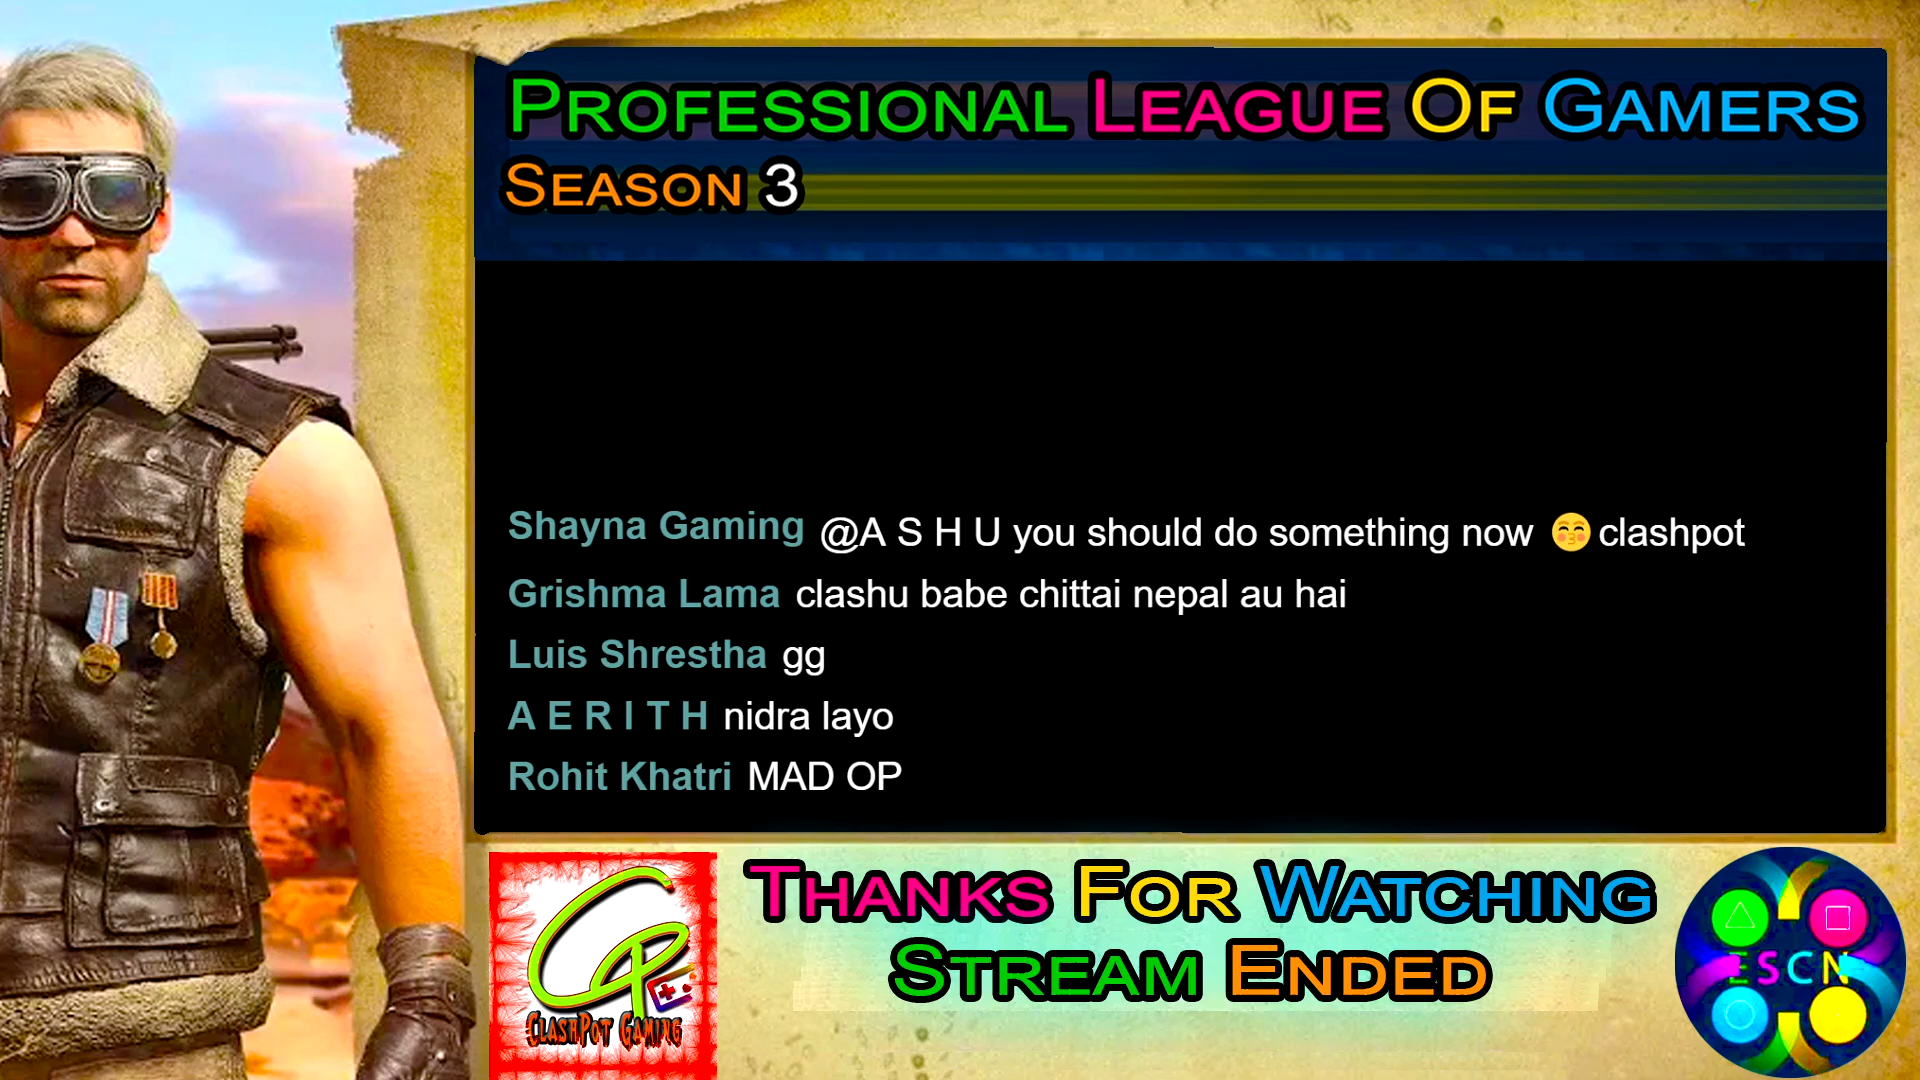 PROFESSIONAL LEAGUE OF GAMERS
SEASON 3
Shayna Gaming @A S H U you should do something now 😚 clashpot
Grishma Lama clashu babe chittai nepal au hai
Luis Shrestha gg
A E R I T H nidra layo
Rohit Khatri MAD OP
CP
CLASHPOT GAMING
THANKS FOR WATCHING
STREAM ENDED
ESCN